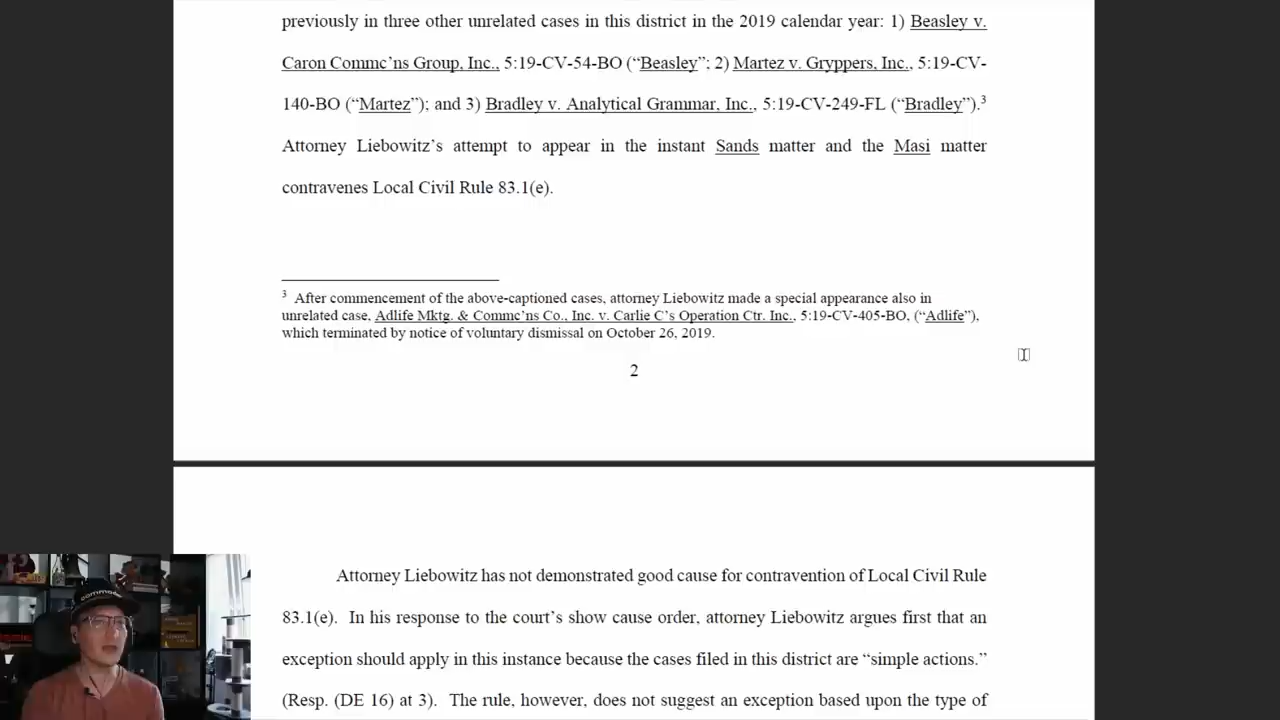 previously in three other unrelated cases in this district in the 2019 calendar year: 1) Beasley v.
Caron Commc’ns Group, Inc., 5:19-CV-54-BO (“Beasley”; 2) Martez v. Gryppers, Inc., 5:19-CV-
140-BO (“Martez”); and 3) Bradley v. Analytical Grammar, Inc., 5:19-CV-249-FL (“Bradley”).3
Attorney Liebowitz’s attempt to appear in the instant Sands matter and the Masi matter
contravenes Local Civil Rule 83.1(e).
3 After commencement of the above-captioned cases, attorney Liebowitz made a special appearance also in
unrelated case, Adlife Mktg. & Commc’ns Co., Inc. v. Carlie C’s Operation Ctr. Inc., 5:19-CV-405-BO, (“Adlife”),
which terminated by notice of voluntary dismissal on October 26, 2019.
2
Attorney Liebowitz has not demonstrated good cause for contravention of Local Civil Rule
83.1(e). In his response to the court’s show cause order, attorney Liebowitz argues first that an
exception should apply in this instance because the cases filed in this district are “simple actions.”
(Resp. (DE 16) at 3). The rule, however, does not suggest an exception based upon the type of